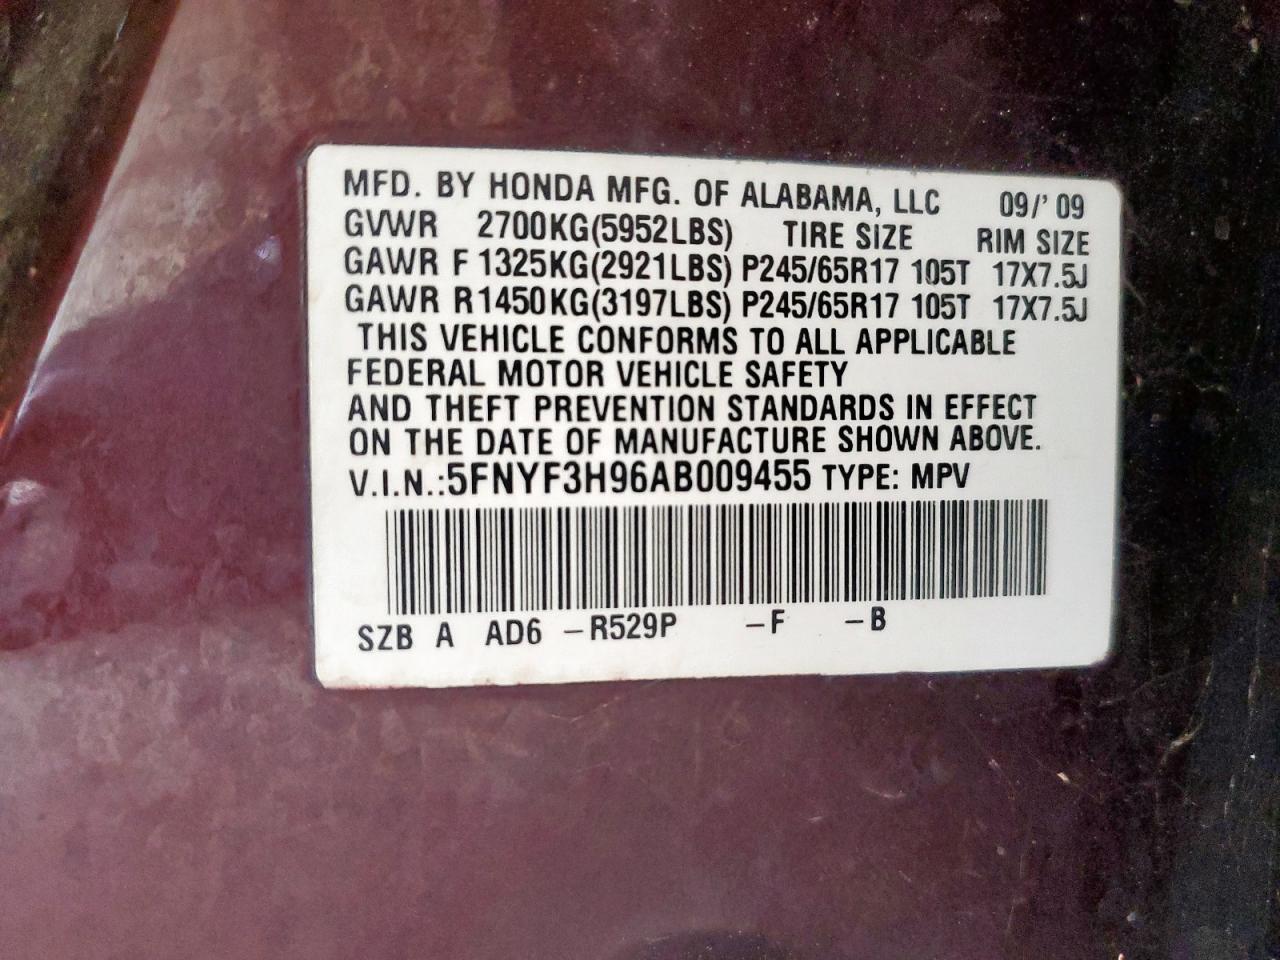 MFD. BY HONDA MFG. OF ALABAMA, LLC 09/' 09
GVWR 2700KG(5952LBS) TIRE SIZE RIM SIZE
GAWR F 1325KG(2921LBS) P245/65R17 105T 17X7.5J
GAWR R1450KG(3197LBS) P245/65R17 105T 17X7.5J
THIS VEHICLE CONFORMS TO ALL APPLICABLE
FEDERAL MOTOR VEHICLE SAFETY
AND THEFT PREVENTION STANDARDS IN EFFECT
ON THE DATE OF MANUFACTURE SHOWN ABOVE.
V.I.N.:5FNYF3H96AB009455 TYPE: MPV
SZB A AD6 -R529P -F -B